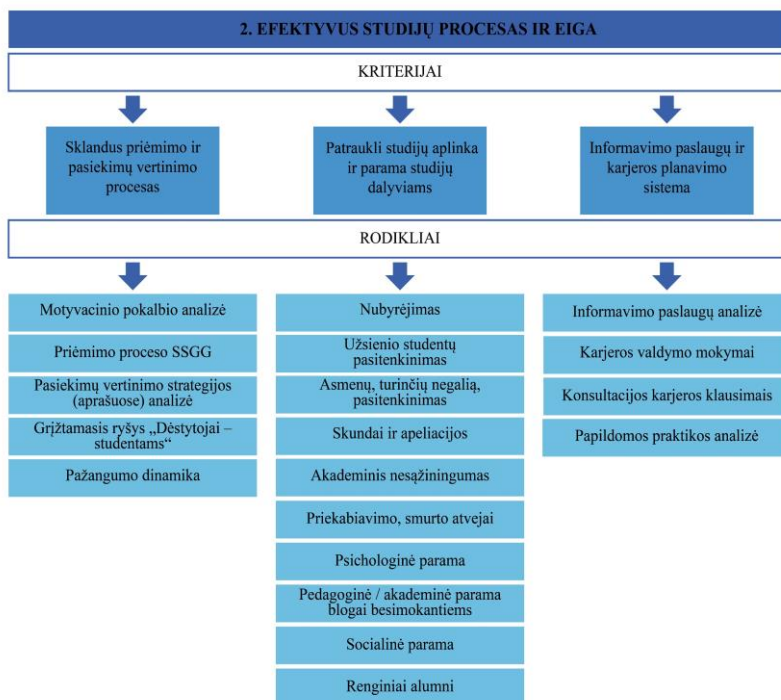 2. EFEKTYVUS STUDIJŲ PROCESAS IR EIGA
KRITERIJAI
Sklandus priėmimo ir
pasiekimų vertinimo
procesas
Patraukli studijų aplinka
ir parama studijų
dalyviams
Informavimo paslaugų ir
karjeros planavimo
sistema
RODIKLIAI
Motyvacinio pokalbio analizė
Priėmimo proceso SSGG
Pasiekimų vertinimo strategijos
(aprašuose) analizė
Grįžtamasis ryšys „Dėstytojai –
studentams“
Pažangumo dinamika
Nubyrėjimas
Užsienio studentų
pasitenkinimas
Asmenų, turinčių negalią,
pasitenkinimas
Skundai ir apeliacijos
Akademinis nesąžiningumas
Priekabiavimo, smurto atvejai
Psichologinė parama
Pedagoginė / akademinė parama
blogai besimokantiems
Socialinė parama
Renginiai alumni
Informavimo paslaugų analizė
Karjeros valdymo mokymai
Konsultacijos karjeros klausimais
Papildomos praktikos analizė